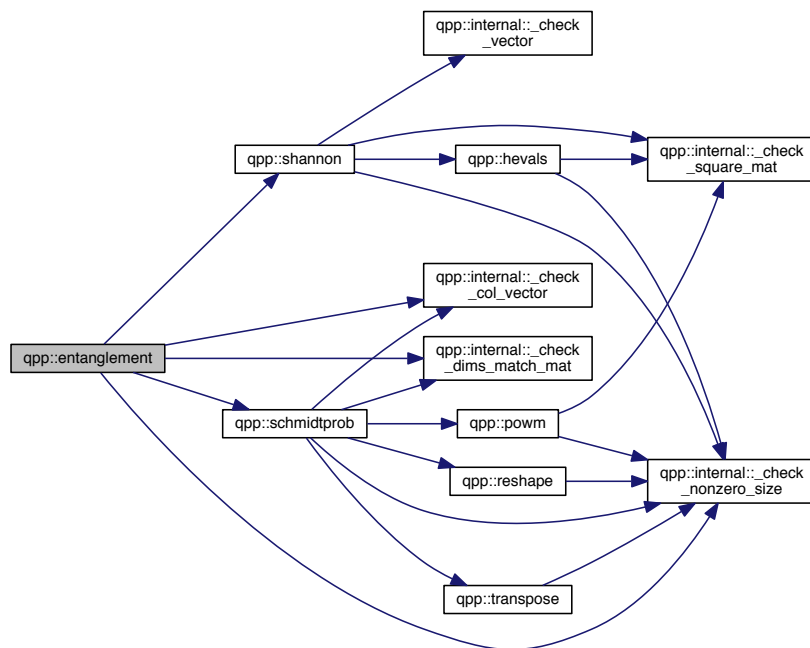 qpp::internal::_check
_vector
qpp::shannon
qpp::hevals
qpp::internal::_check
_square_mat
qpp::internal::_check
_col_vector
qpp::entanglement
qpp::internal::_check
_dims_match_mat
qpp::schmidtprob
qpp::powm
qpp::reshape
qpp::internal::_check
_nonzero_size
qpp::transpose